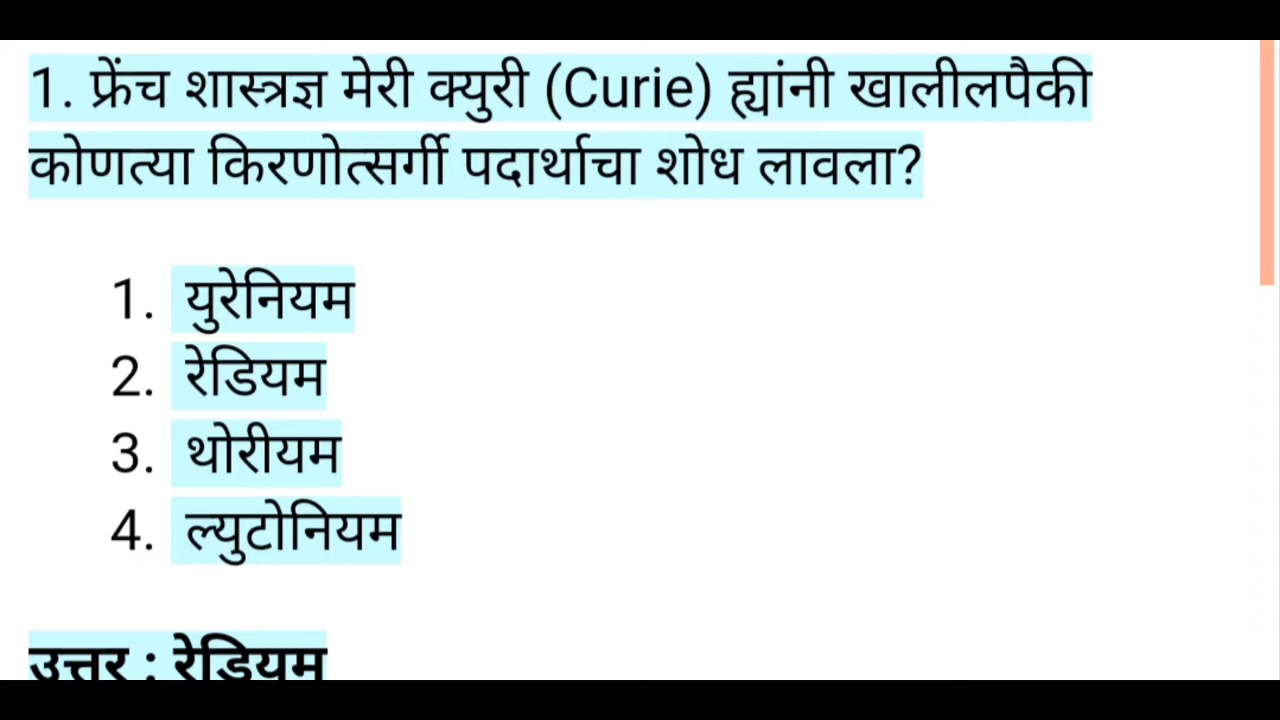 1. फ्रेंच शास्त्रज्ञ मेरी क्युरी (Curie) ह्यांनी खालीलपैकी
कोणत्या किरणोत्सर्गी पदार्थाचा शोध लावला?
1. युरेनियम
2. रेडियम
3. थोरीयम
4. ल्युटोनियम
उत्तर : रेडियम